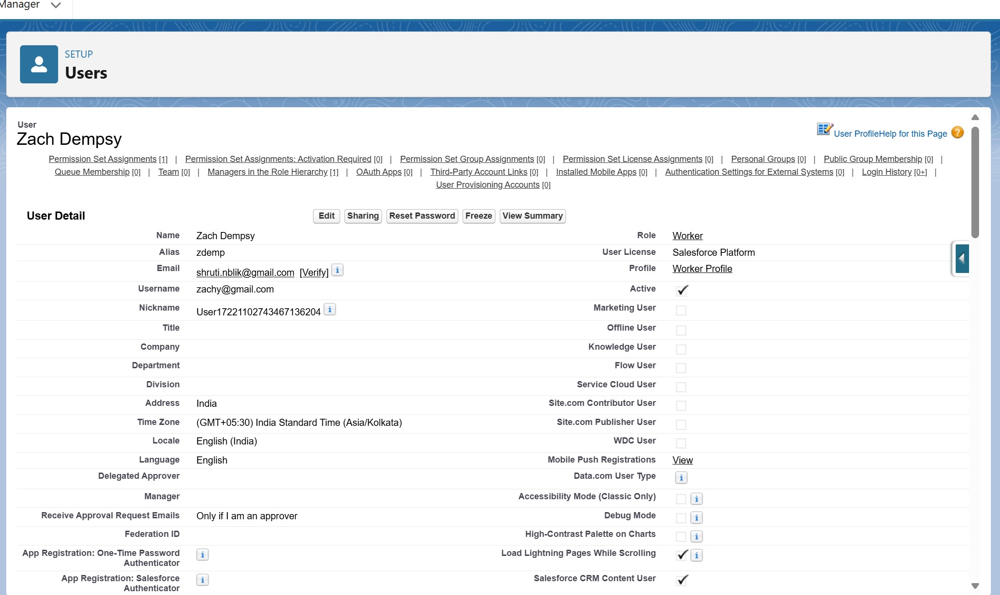 Manager
SETUP
Users
User
Zach Dempsy
User ProfileHelp for this Page ?
Permission Set Assignments [1] | Permission Set Assignments: Activation Required [0] | Permission Set Group Assignments [0] | Permission Set License Assignments [0] | Personal Groups [0] | Public Group Membership [0] |
Queue Membership [0] | Team [0] | Managers in the Role Hierarchy [1] | OAuth Apps [0] | Third-Party Account Links [0] | Installed Mobile Apps [0] | Authentication Settings for External Systems [0] | Login History [0+] |
User Provisioning Accounts [0]
User Detail Edit Sharing Reset Password Freeze View Summary
Name Zach Dempsy Role Worker
Alias zdemp User License Salesforce Platform
Email shruti.nblik@gmail.com [Verify] i Profile Worker Profile
Username zachy@gmail.com Active
Nickname User17221102743467136204 i Marketing User
Title Offline User
Company Knowledge User
Department Flow User
Division Service Cloud User
Address India Site.com Contributor User
Time Zone (GMT+05:30) India Standard Time (Asia/Kolkata) Site.com Publisher User
Locale English (India) WDC User
Language English Mobile Push Registrations View
Delegated Approver Data.com User Type i
Manager Accessibility Mode (Classic Only) i
Receive Approval Request Emails Only if I am an approver Debug Mode i
Federation ID High-Contrast Palette on Charts i
App Registration: One-Time Password i Load Lightning Pages While Scrolling i
Authenticator
App Registration: Salesforce i Salesforce CRM Content User
Authenticator